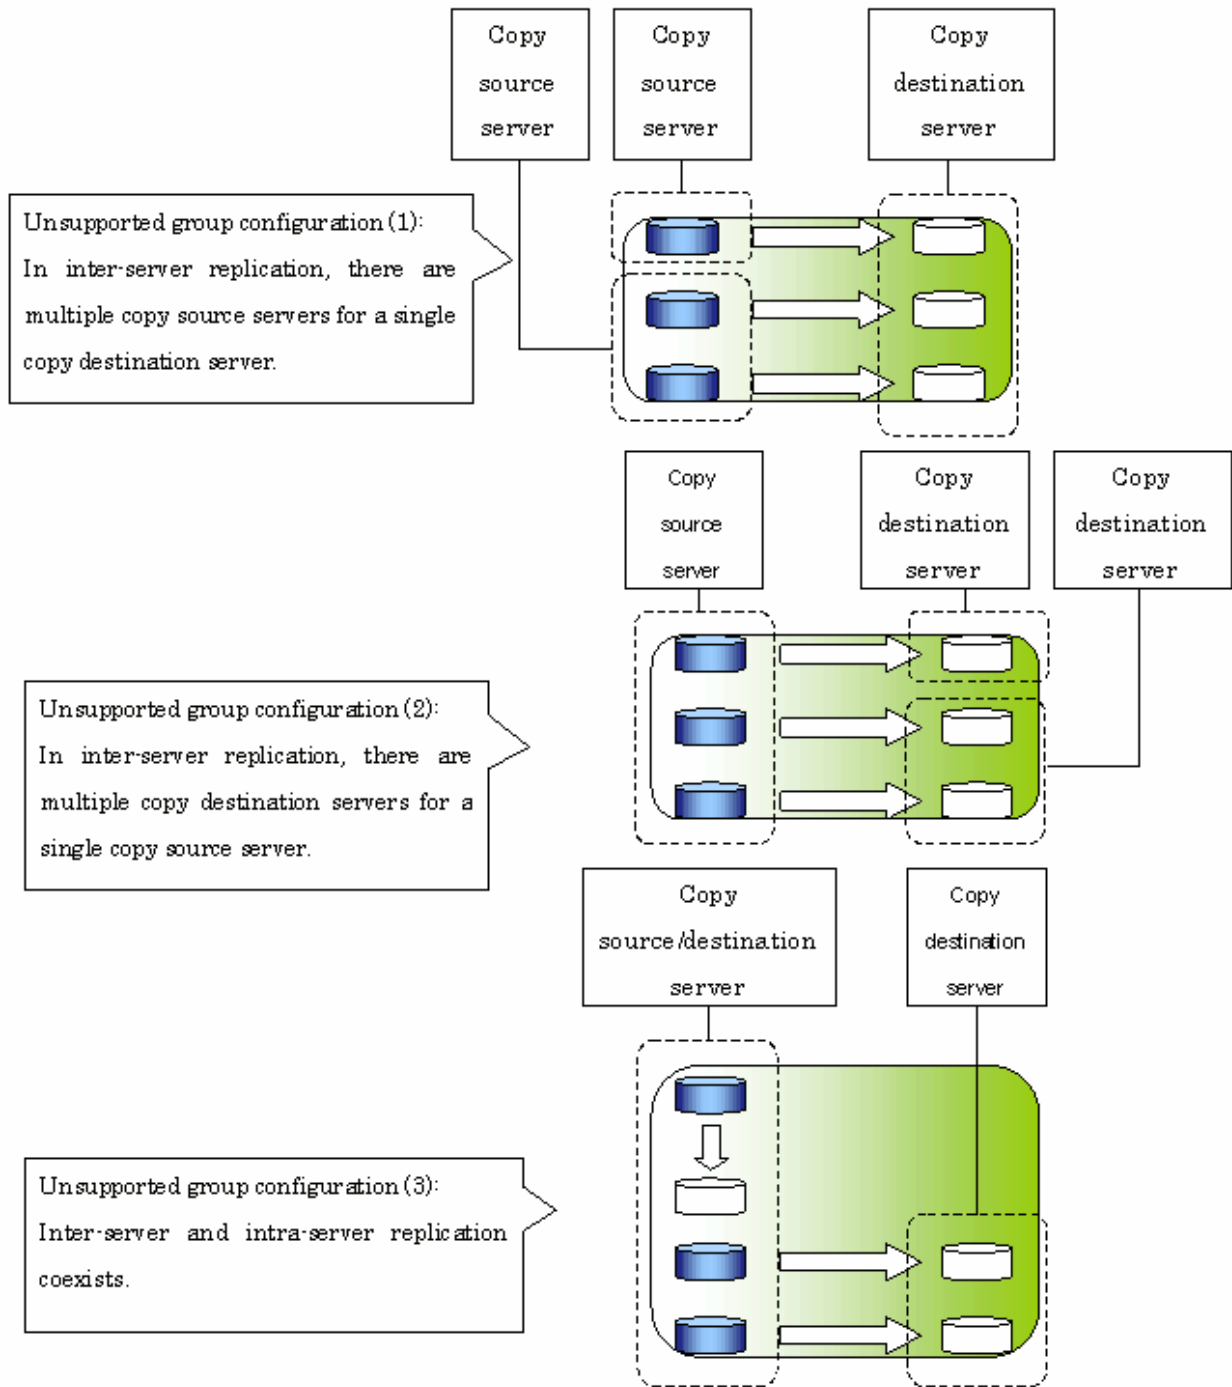 Copy
source
server
Copy
source
server
Copy
destination
server
Unsupported group configuration (1):
In inter-server replication, there are
multiple copy source servers for a single
copy destination server.
Copy
source
server
Copy
destination
server
Copy
destination
server
Unsupported group configuration (2):
In inter-server replication, there are
multiple copy destination servers for a
single copy source server.
Copy
source/destination
server
Copy
destination
server
Unsupported group configuration (3):
Inter-server and intra-server replication
coexists.